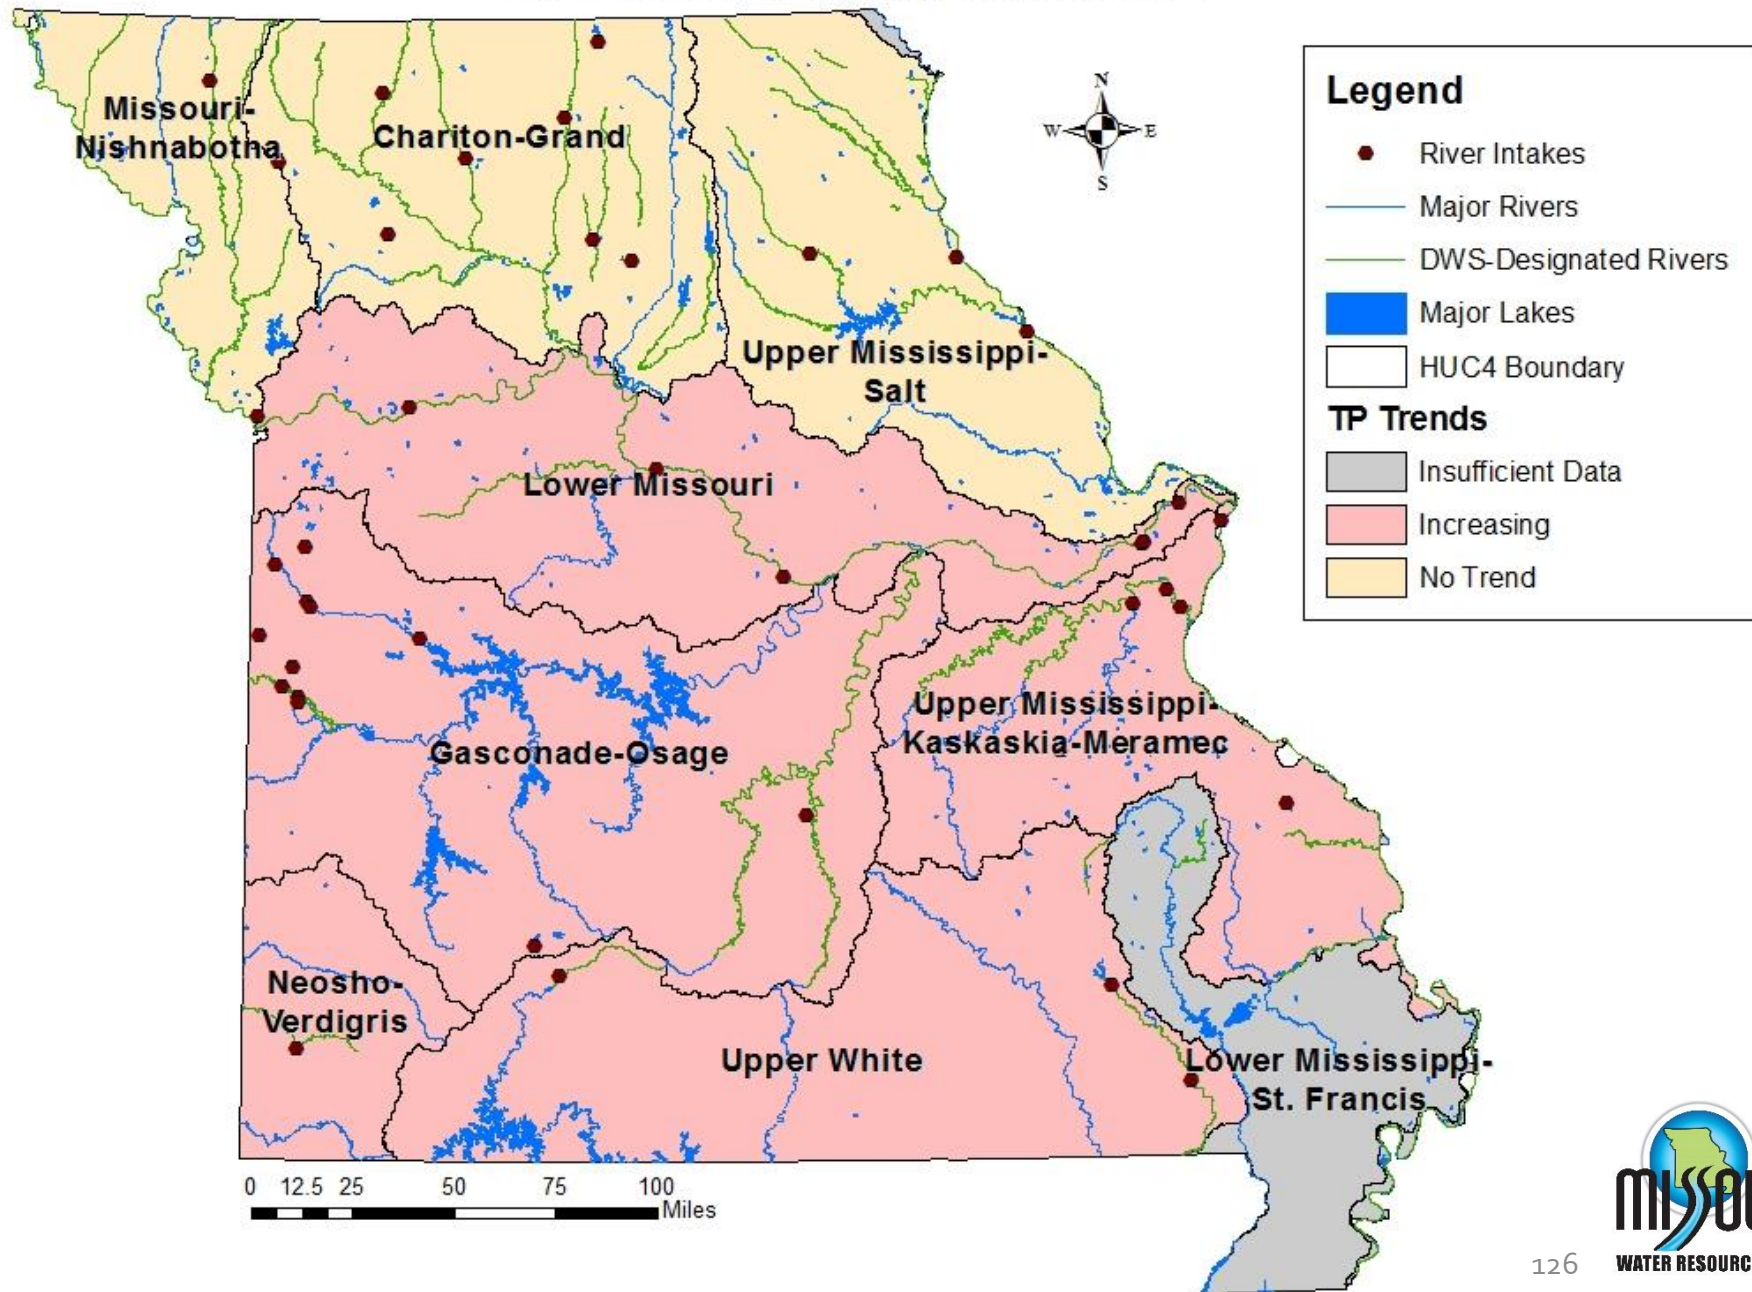 Missouri-
Nishnabotna
Chariton-Grand
Upper Mississippi-
Salt
Lower Missouri
Upper Mississippi-
Kaskaskia-Meramec
Gasconade-Osage
Neosho-
Verdigris
Upper White
Lower Mississippi-
St. Francis
N
W E
S
Legend
River Intakes
Major Rivers
DWS-Designated Rivers
Major Lakes
HUC4 Boundary
TP Trends
Insufficient Data
Increasing
No Trend
0 12.5 25 50 75 100
Miles
126
MISSOU
WATER RESOURC